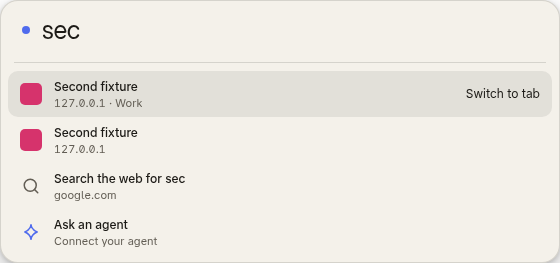 sec
Second fixture
127.0.0.1 · Work
Switch to tab
Second fixture
127.0.0.1
Search the web for sec
google.com
Ask an agent
Connect your agent